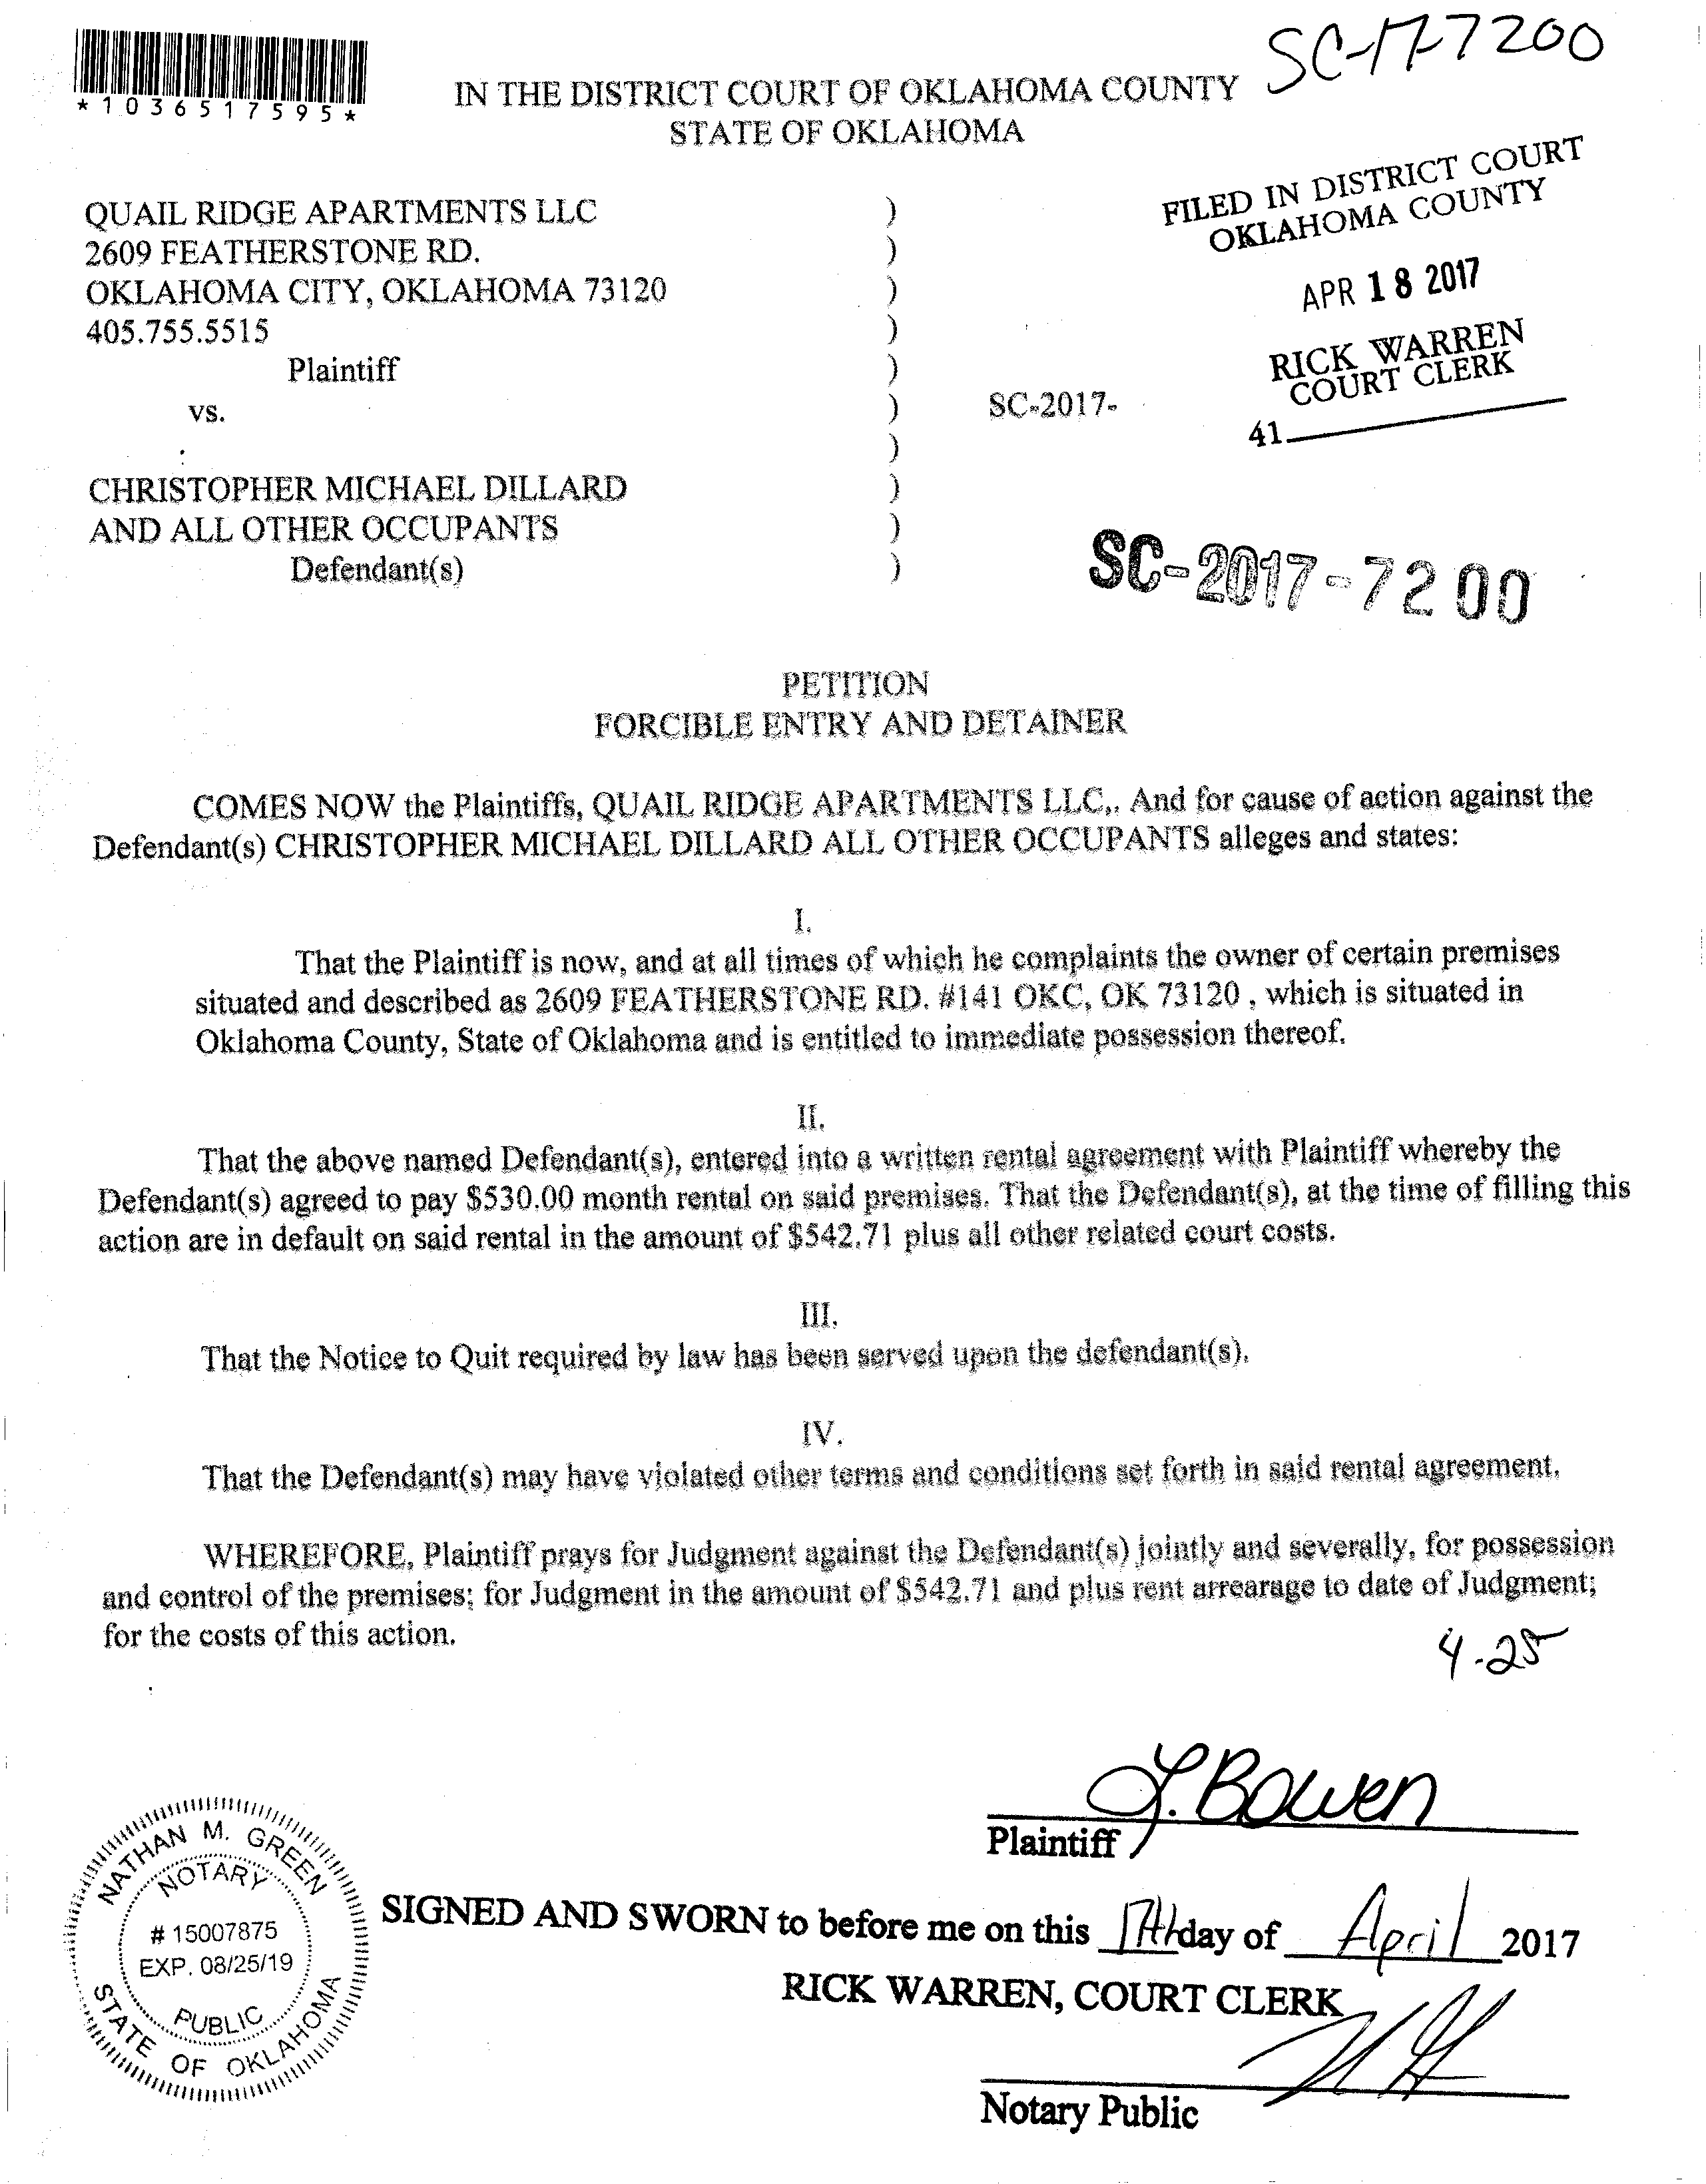 SC-17-7200
*1036517595*
IN THE DISTRICT COURT OF OKLAHOMA COUNTY
STATE OF OKLAHOMA
FILED IN DISTRICT COURT
OKLAHOMA COUNTY
APR 18 2017
RICK WARREN
COURT CLERK
41
QUAIL RIDGE APARTMENTS LLC )
2609 FEATHERSTONE RD. )
OKLAHOMA CITY, OKLAHOMA 73120 )
405.755.5515 )
Plaintiff )
vs. ) SC-2017-
)
CHRISTOPHER MICHAEL DILLARD )
AND ALL OTHER OCCUPANTS )
Defendant(s) )
SC-2017-7200
PETITION
FORCIBLE ENTRY AND DETAINER
COMES NOW the Plaintiffs, QUAIL RIDGE APARTMENTS LLC,. And for cause of action against the
Defendant(s) CHRISTOPHER MICHAEL DILLARD ALL OTHER OCCUPANTS alleges and states:
I.
That the Plaintiff is now, and at all times of which he complaints the owner of certain premises
situated and described as 2609 FEATHERSTONE RD. #141 OKC, OK 73120 , which is situated in
Oklahoma County, State of Oklahoma and is entitled to immediate possession thereof.
II.
That the above named Defendant(s), entered into a written rental agreement with Plaintiff whereby the
Defendant(s) agreed to pay $530.00 month rental on said premises. That the Defendant(s), at the time of filling this
action are in default on said rental in the amount of $542.71 plus all other related court costs.
III.
That the Notice to Quit required by law has been served upon the defendant(s).
IV.
That the Defendant(s) may have violated other terms and conditions set forth in said rental agreement.
WHEREFORE, Plaintiff prays for Judgment against the Defendant(s) jointly and severally, for possession
and control of the premises; for Judgment in the amount of $542.71 and plus rent arrearage to date of Judgment;
for the costs of this action.
4-25
L. Bowen
Plaintiff
NATHAN M. GREEN
NOTARY
# 15007875
EXP. 08/25/19
PUBLIC
STATE OF OKLAHOMA
SIGNED AND SWORN to before me on this 17th day of April 2017
RICK WARREN, COURT CLERK
Notary Public